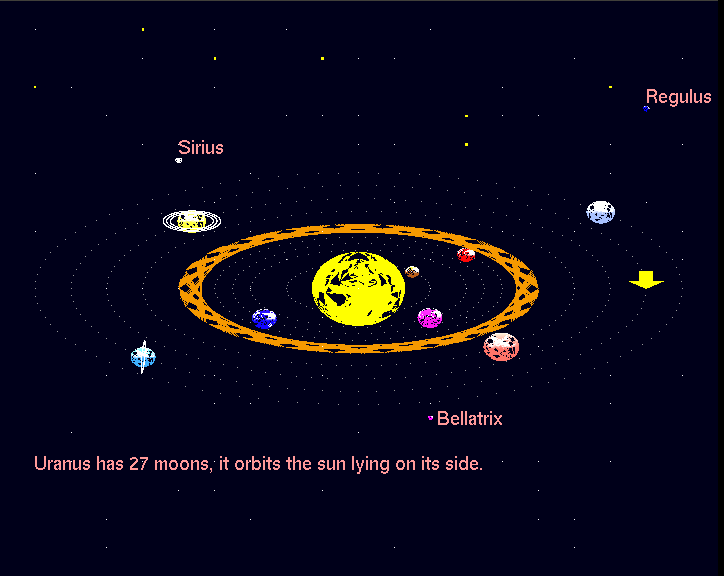 Regulus
Sirius
Bellatrix
Uranus has 27 moons, it orbits the sun lying on its side.